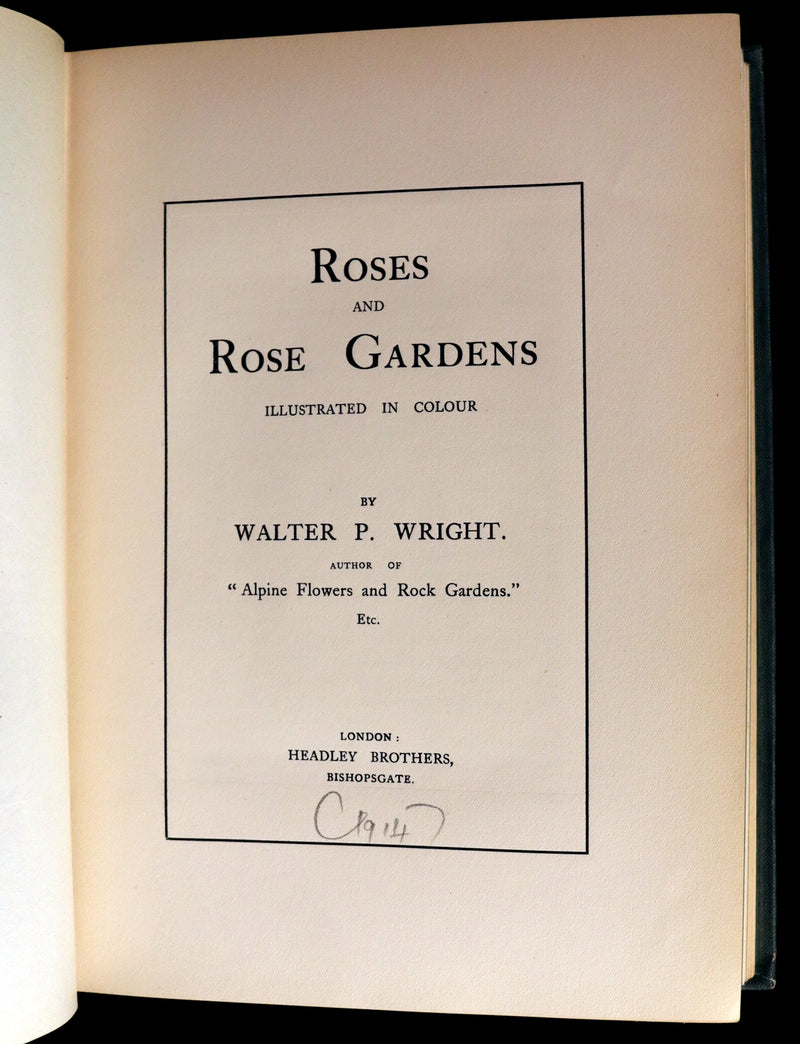 ROSES
AND
ROSE GARDENS
ILLUSTRATED IN COLOUR
BY
WALTER P. WRIGHT.
AUTHOR OF
“Alpine Flowers and Rock Gardens.”
Etc.
LONDON:
HEADLEY BROTHERS,
BISHOPSGATE.
(1914)